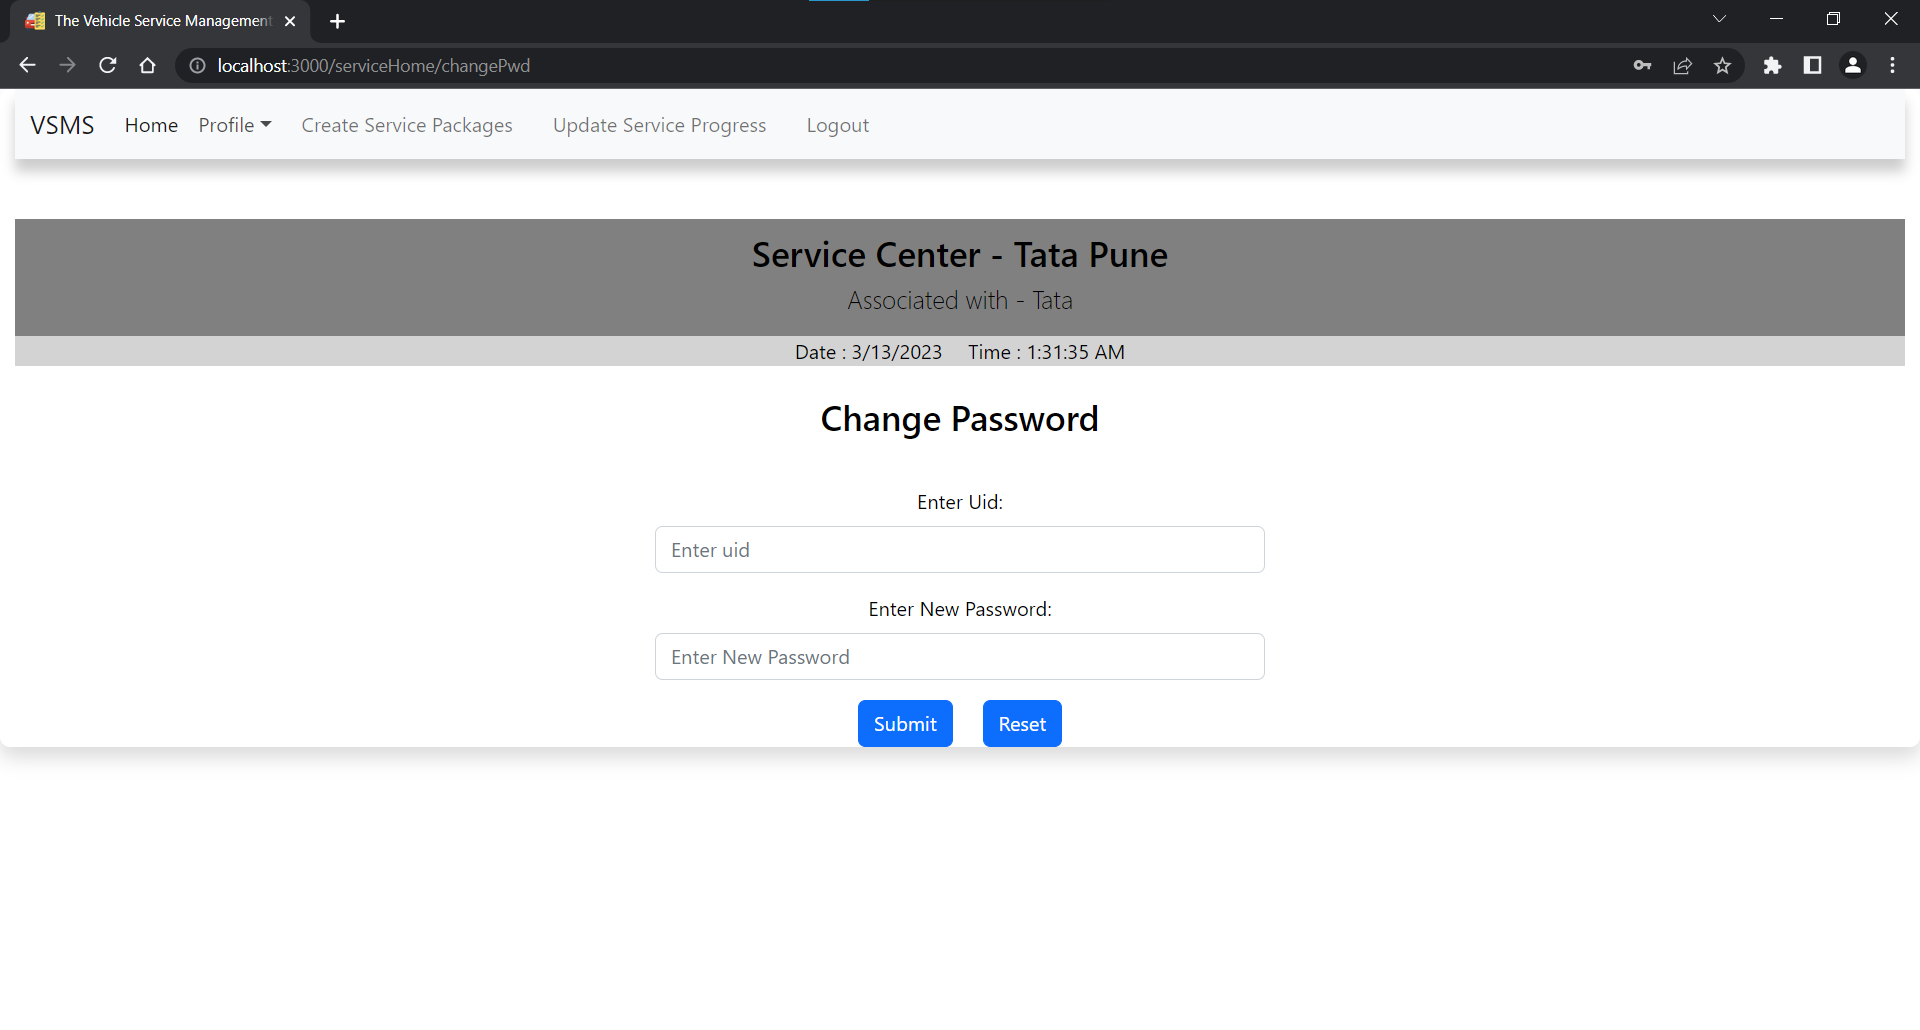 The Vehicle Service Management
localhost:3000/serviceHome/changePwd
VSMS Home Profile Create Service Packages Update Service Progress Logout
Service Center - Tata Pune
Associated with - Tata
Date : 3/13/2023 Time : 1:31:35 AM
Change Password
Enter Uid:
Enter uid
Enter New Password:
Enter New Password
Submit Reset